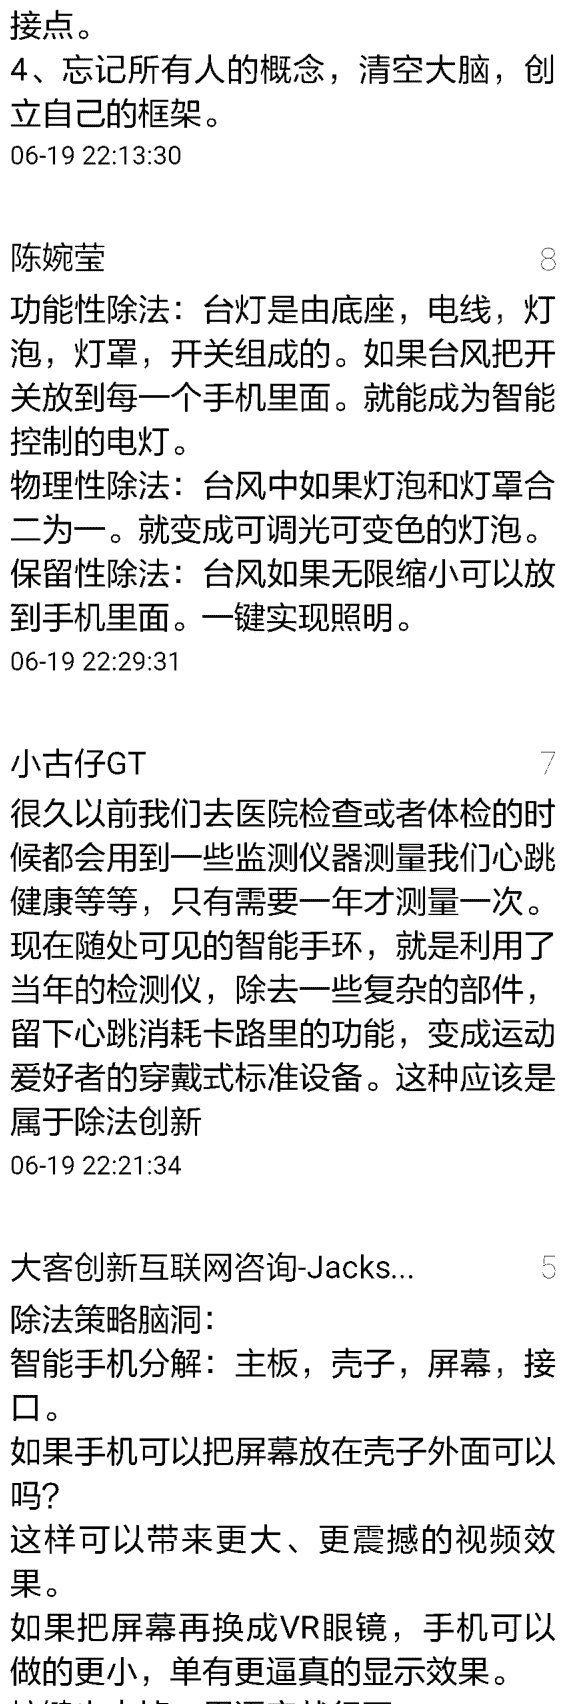 接点。
4、忘记所有人的概念，清空大脑，创
立自己的框架。
06-19 22:13:30
陈婉莹 8
功能性除法：台灯是由底座，电线，灯
泡，灯罩，开关组成的。如果台风把开
关放到每一个手机里面。就能成为智能
控制的电灯。
物理性除法：台风中如果灯泡和灯罩合
二为一。就变成可调光可变色的灯泡。
保留性除法：台风如果无限缩小可以放
到手机里面。一键实现照明。
06-19 22:29:31
小古仔GT 7
很久以前我们去医院检查或者体检的时
候都会用到一些监测仪器测量我们心跳
健康等等，只有需要一年才测量一次。
现在随处可见的智能手环，就是利用了
当年的检测仪，除去一些复杂的部件，
留下心跳消耗卡路里的功能，变成运动
爱好者的穿戴式标准设备。这种应该是
属于除法创新
06-19 22:21:34
大客创新互联网咨询-Jacks... 5
除法策略脑洞：
智能手机分解：主板，壳子，屏幕，接
口。
如果手机可以把屏幕放在壳子外面可以
吗？
这样可以带来更大、更震撼的视频效
果。
如果把屏幕再换成VR眼镜，手机可以
做的更小，单有更逼真的显示效果。